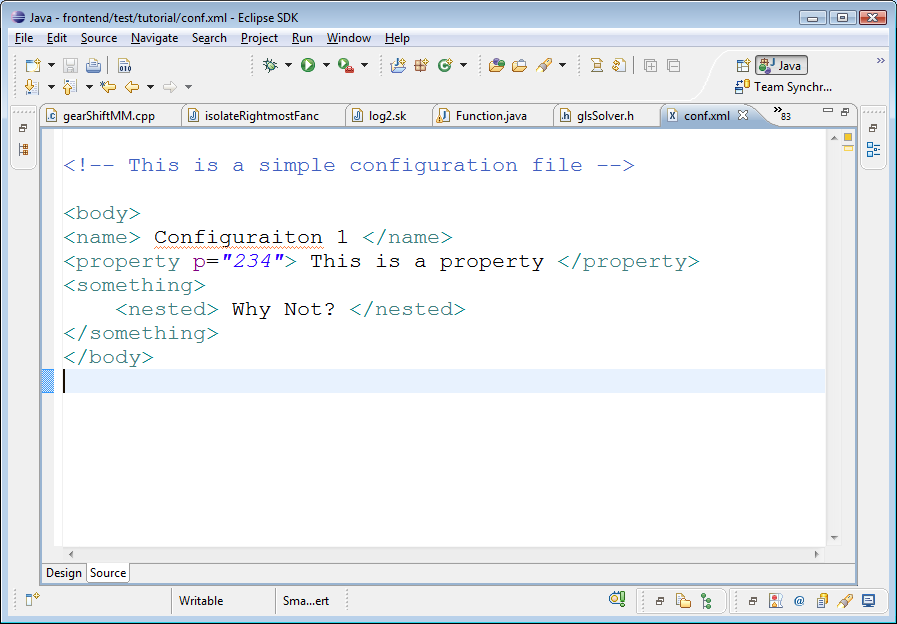 Java - frontend/test/tutorial/conf.xml - Eclipse SDK
File Edit Source Navigate Search Project Run Window Help
Java
Team Synchr...
gearShiftMM.cpp isolateRightmostFanc log2.sk Function.java glsSolver.h conf.xml »83
<!-- This is a simple configuration file -->
<body>
<name> Configuraiton 1 </name>
<property p="234"> This is a property </property>
<something>
<nested> Why Not? </nested>
</something>
</body>
Design Source
Writable Sma...ert